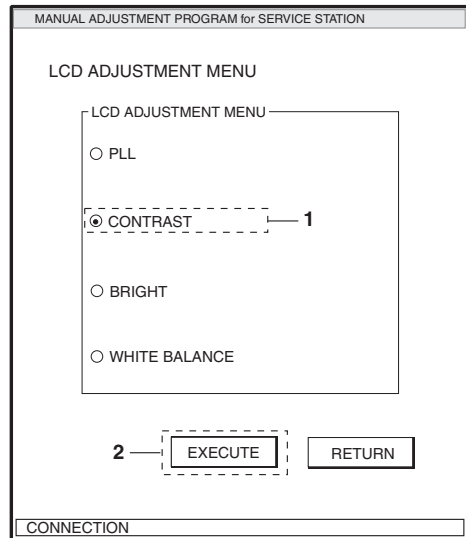 MANUAL ADJUSTMENT PROGRAM for SERVICE STATION
LCD ADJUSTMENT MENU
LCD ADJUSTMENT MENU
PLL
CONTRAST 1
BRIGHT
WHITE BALANCE
2 EXECUTE RETURN
CONNECTION